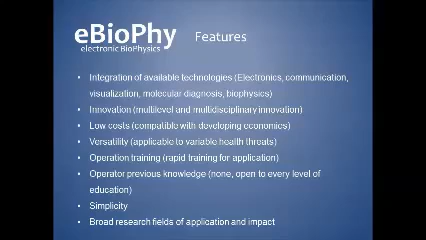 eBioPhy
electronic BioPhysics
Features
• Integration of available technologies (Electronics, communication,
visualization, molecular diagnosis, biophysics)
• Innovation (multilevel and multidisciplinary innovation)
• Low costs (compatible with developing economies)
• Versatility (applicable to variable health threats)
• Operation training (rapid training for application)
• Operator previous knowledge (none, open to every level of
education)
• Simplicity
• Broad research fields of application and impact